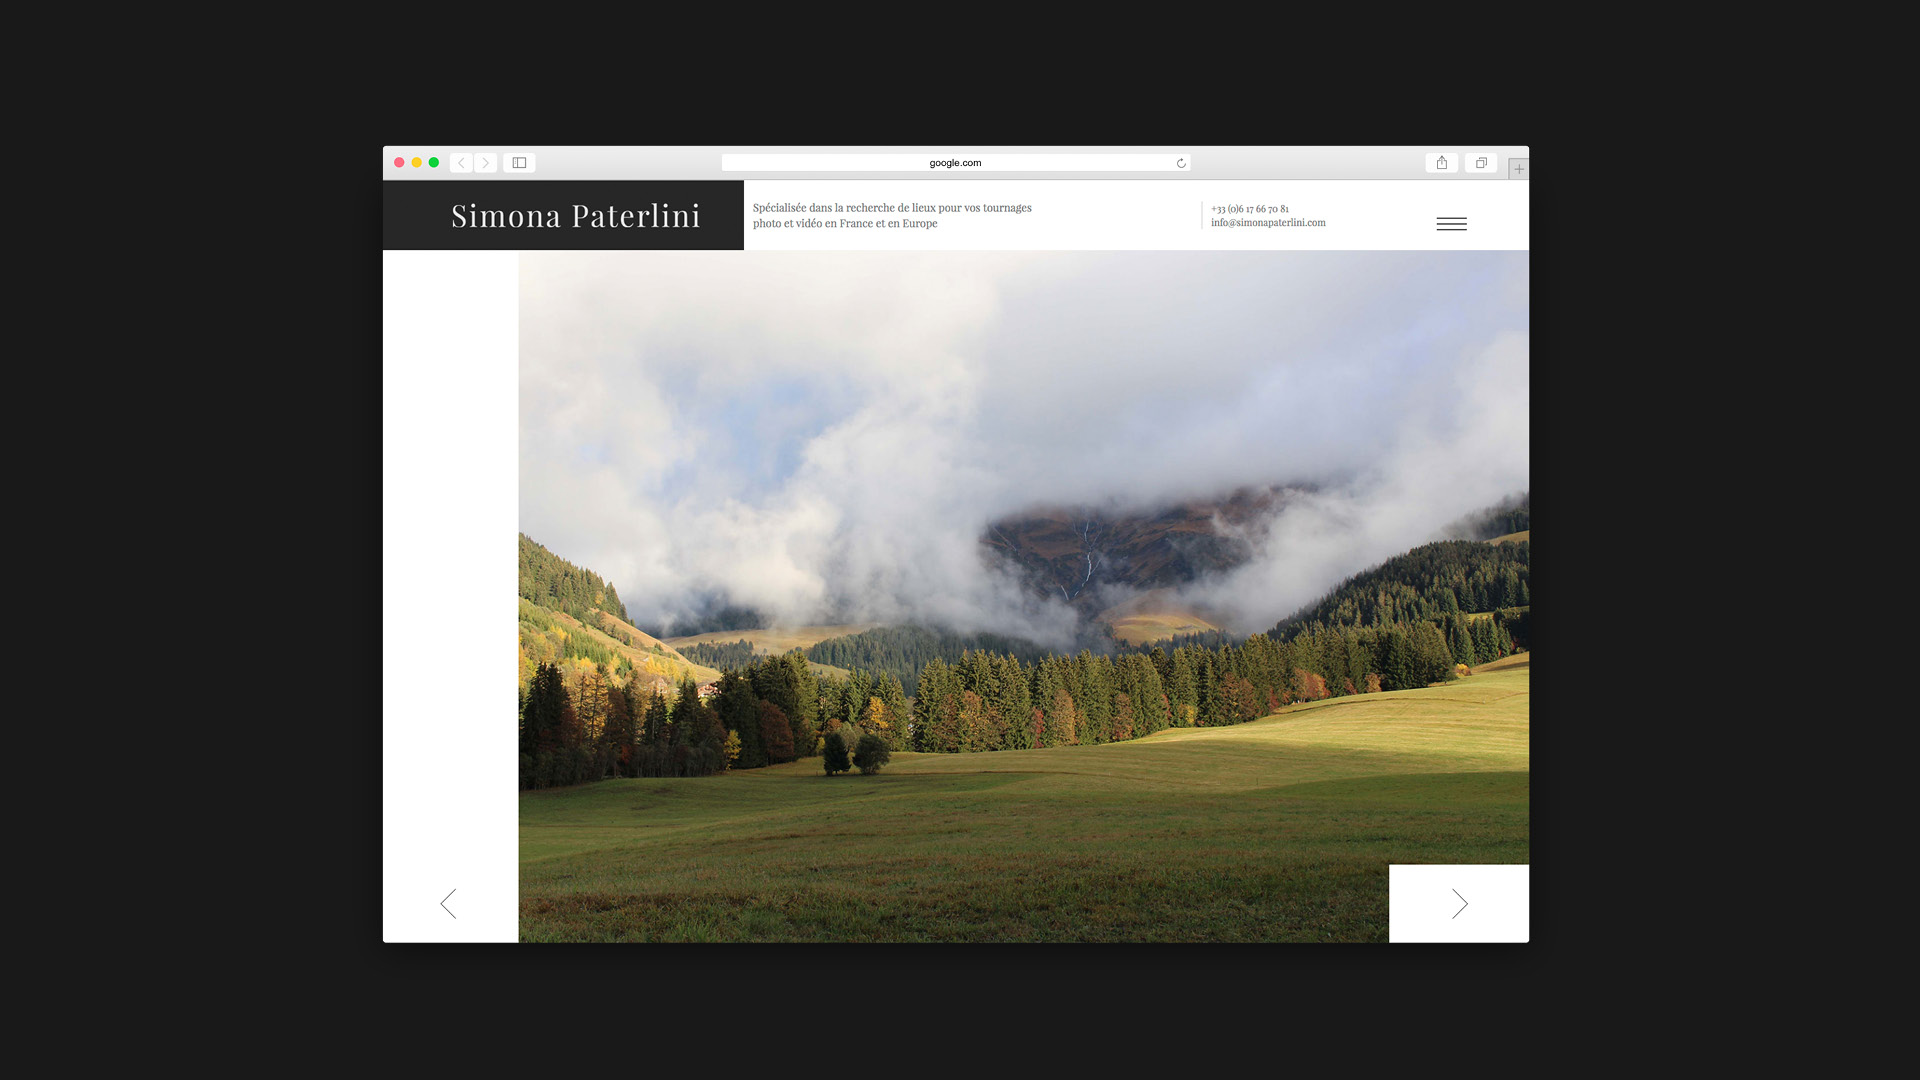 google.com
Simona Paterlini
Spécialisée dans la recherche de lieux pour vos tournages
photo et vidéo en France et en Europe
+33 (0)6 17 66 70 81
info@simonapaterlini.com